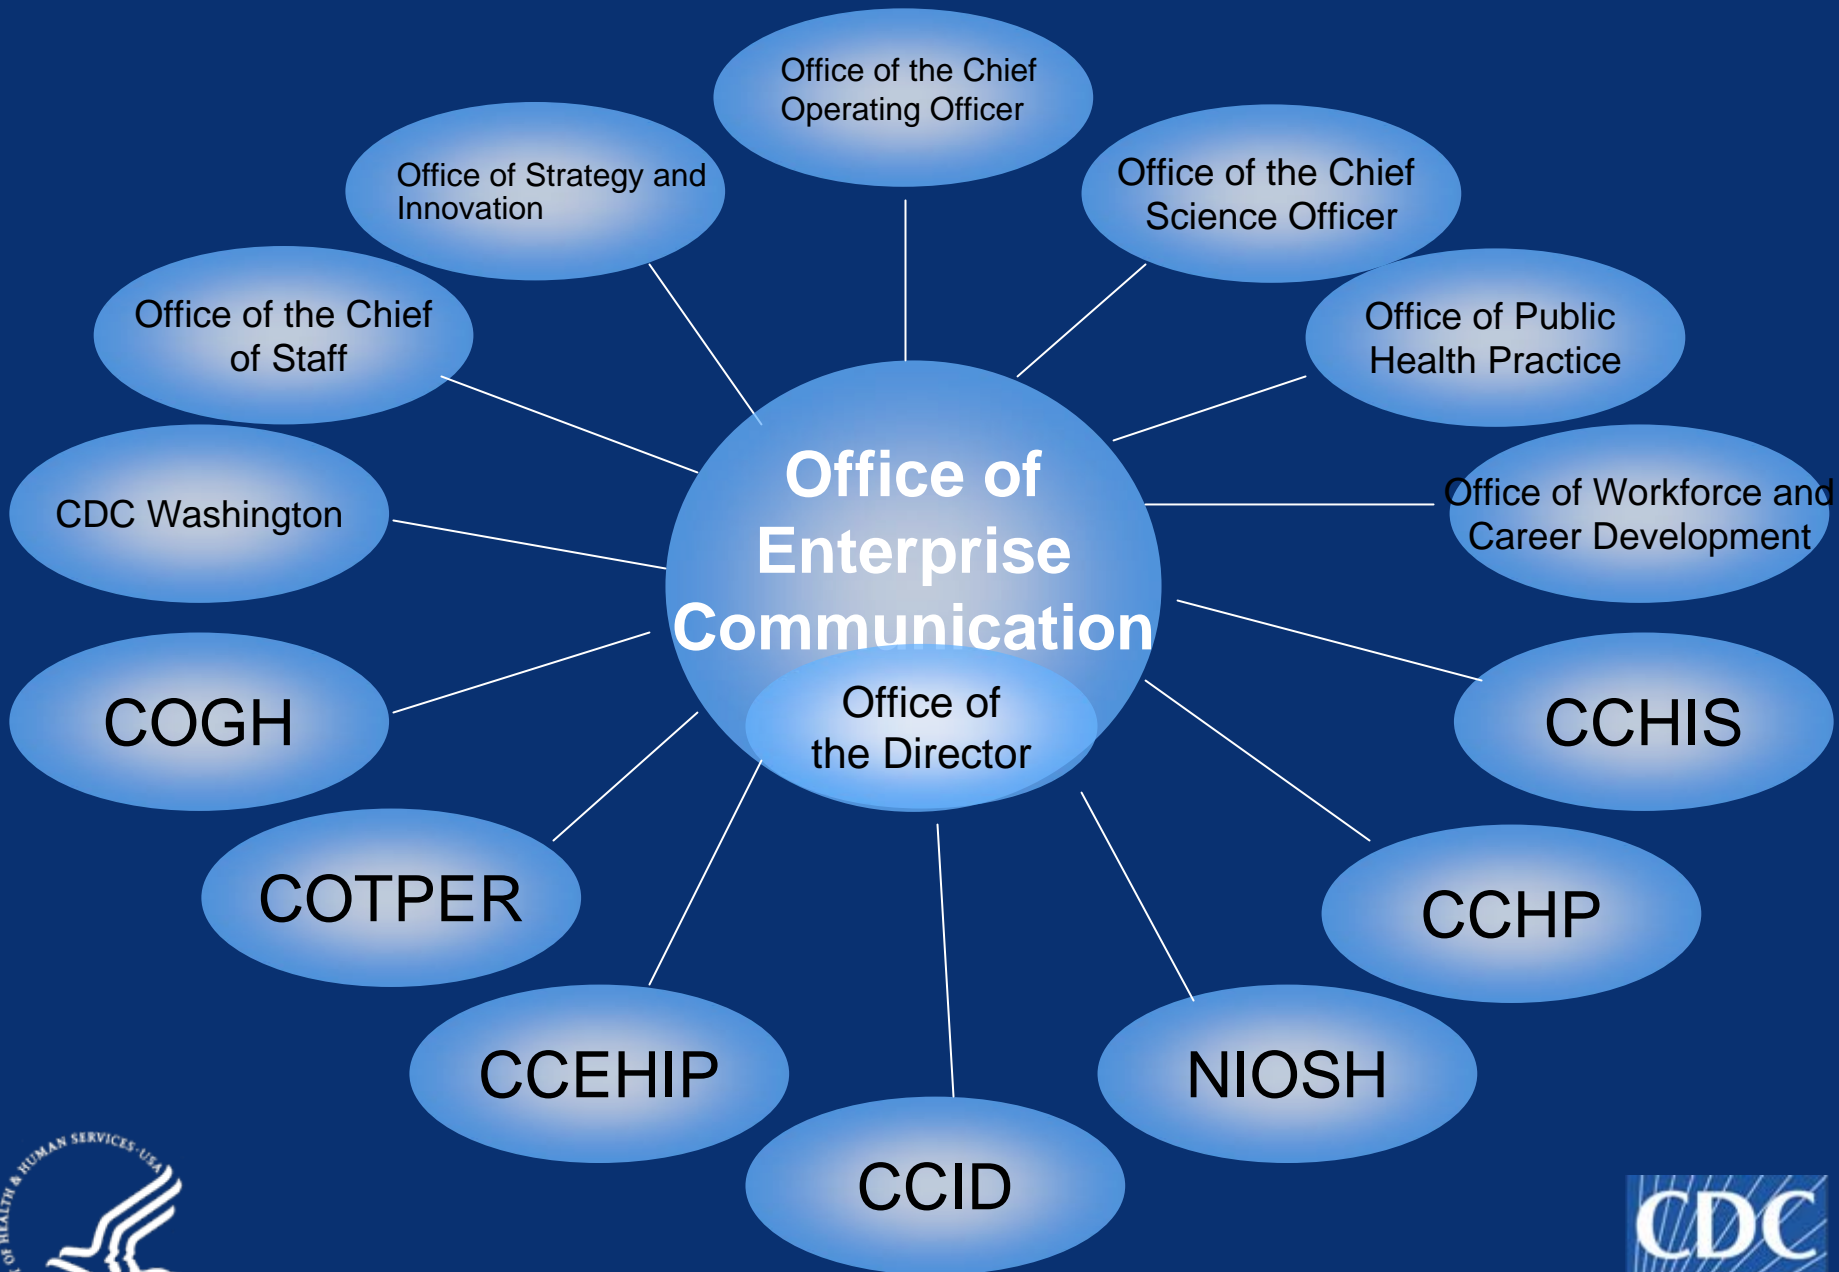 Office of the Chief
Operating Officer
Office of Strategy and
Innovation
Office of the Chief
Science Officer
Office of the Chief
of Staff
Office of Public
Health Practice
CDC Washington
Office of
Enterprise
Communication
Office of Workforce and
Career Development
COGH
Office of
the Director
CCHIS
COTPER
CCHP
CCEHIP
NIOSH
CCID
OF HEALTH & HUMAN SERVICES·USA
CDC